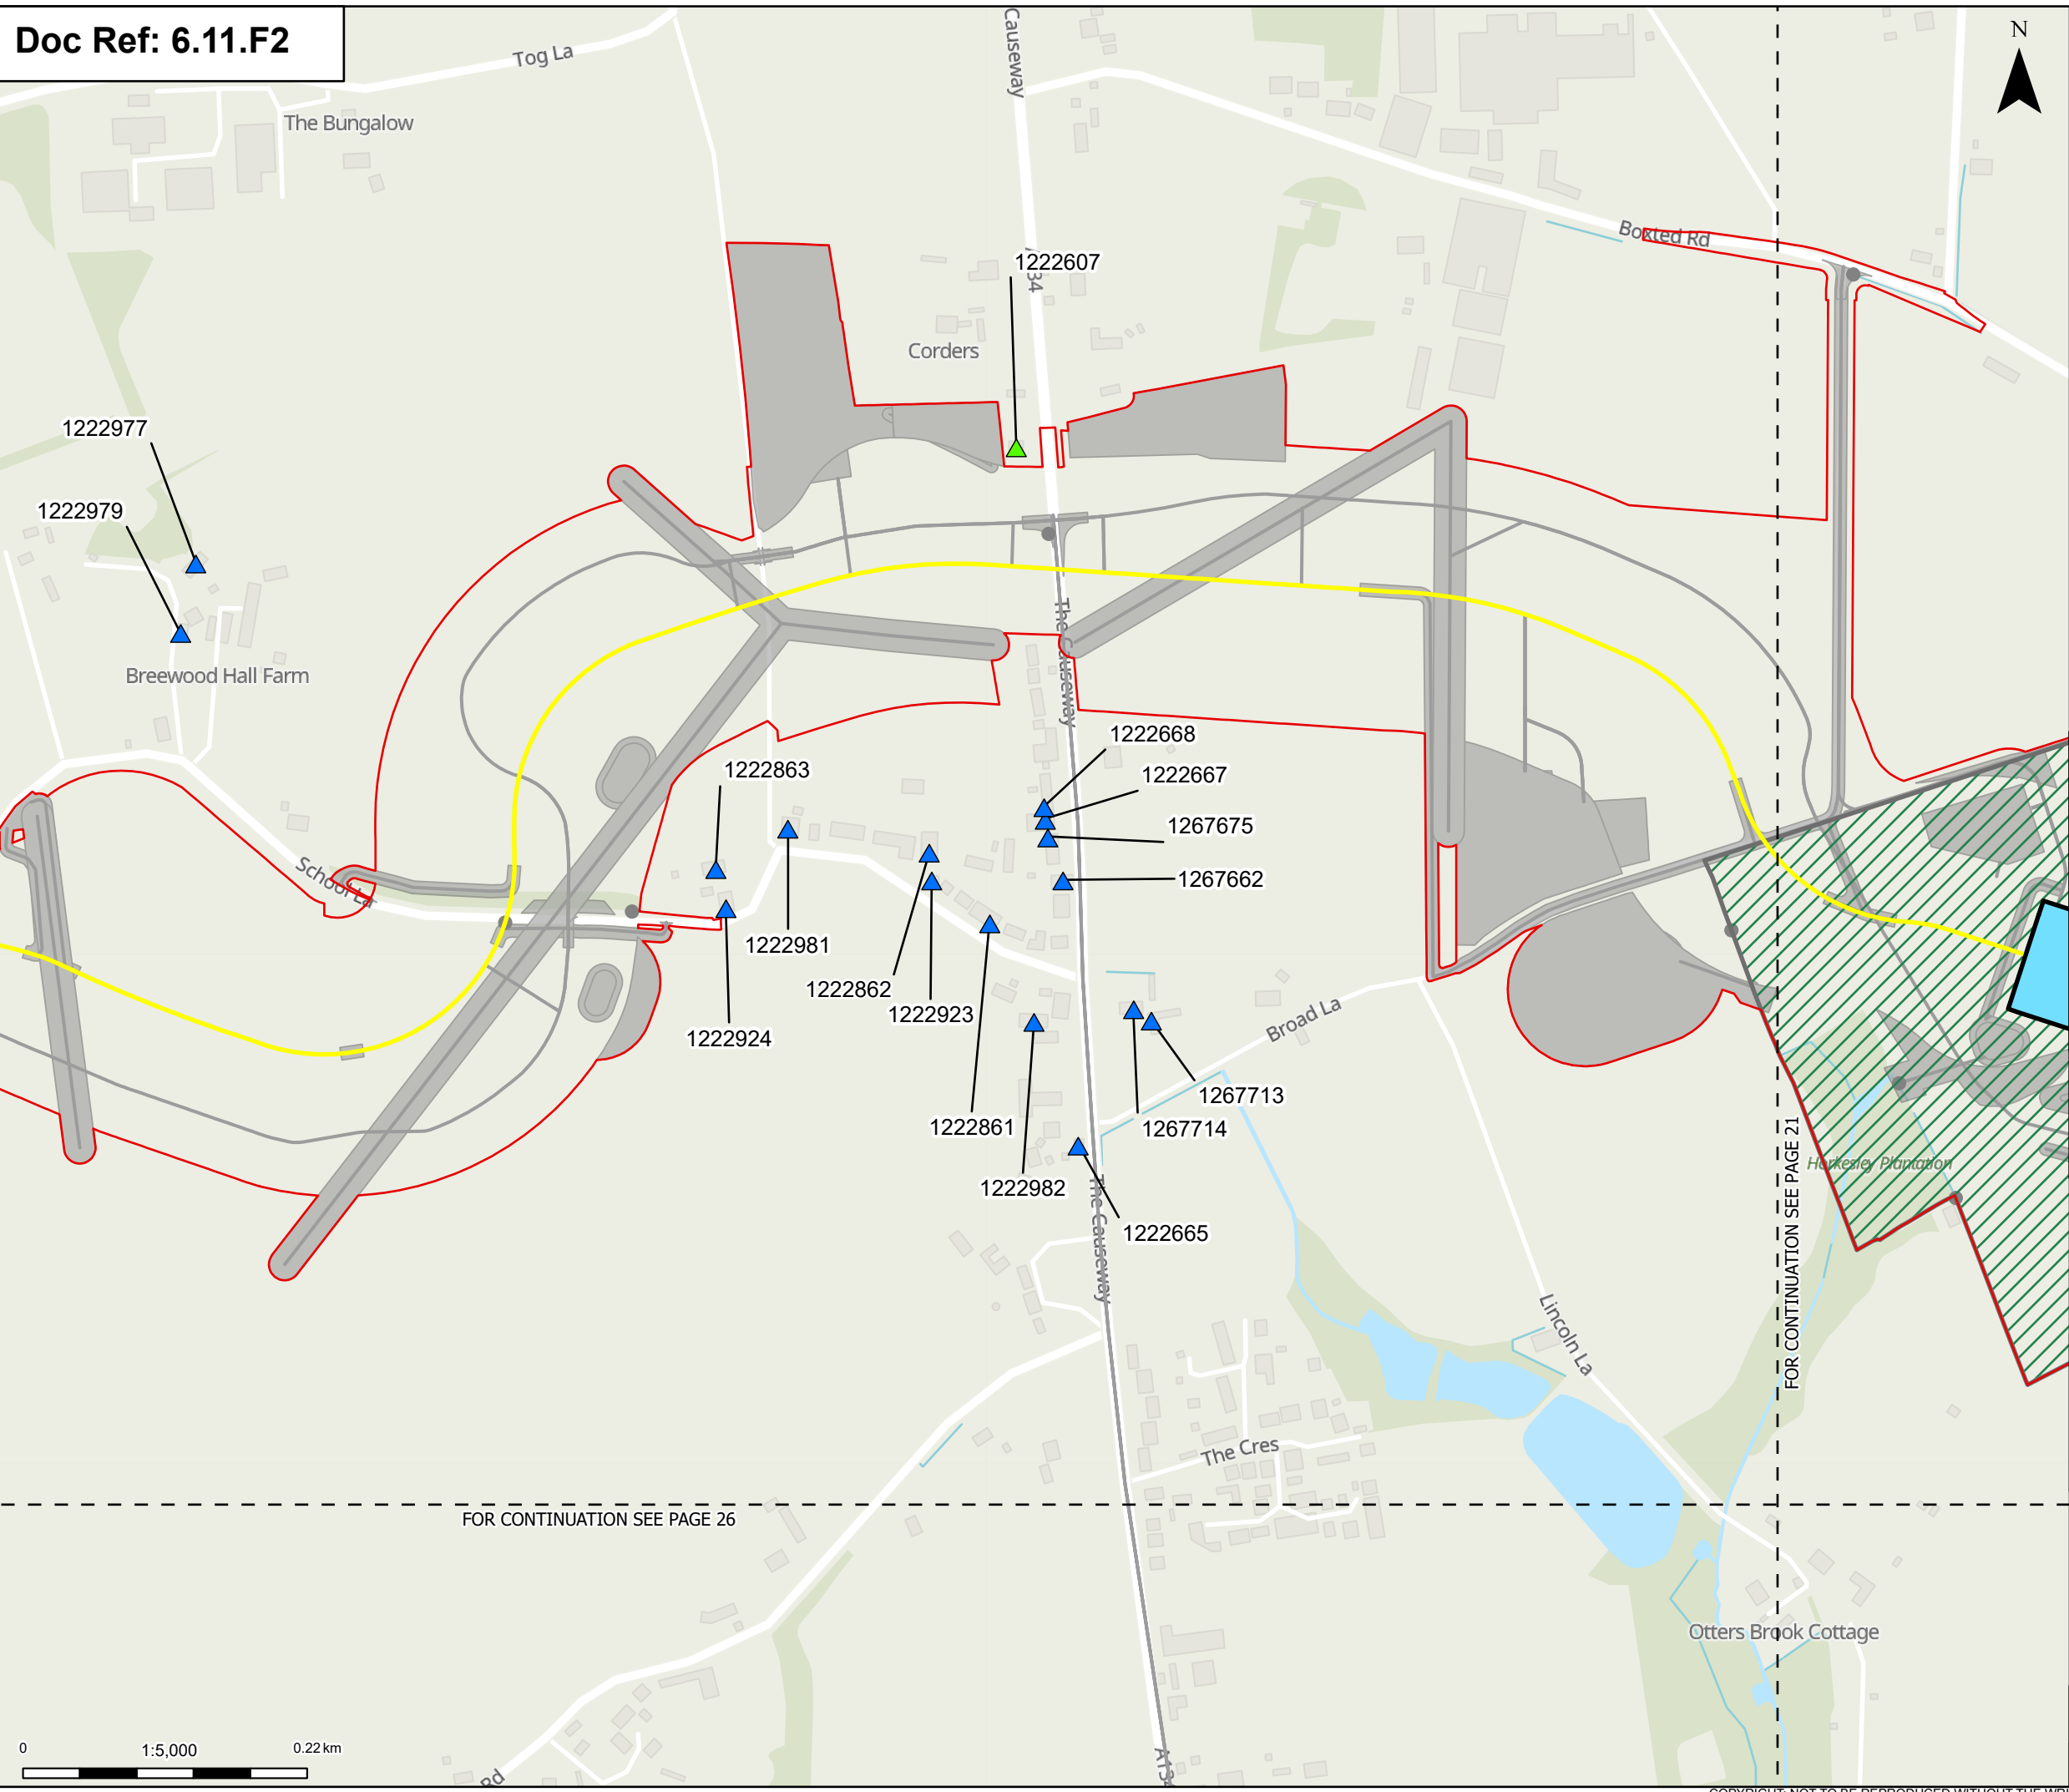 Doc Ref: 6.11.F2
N
Tog La
Causeway
The Bungalow
Boxted Rd
1222607
Corders
1222977
1222979
Breewood Hall Farm
The Causeway
1222668
1222667
1267675
1267662
1222863
School La
1222981
1222862
1222923
1222924
Broad La
1267713
1267714
1222861
1222982
1222665
The Causeway
FOR CONTINUATION SEE PAGE 21
Horkesley Plantation
Lincoln La
The Cres
FOR CONTINUATION SEE PAGE 26
Otters Brook Cottage
0
1:5,000
0.22 km
Rd